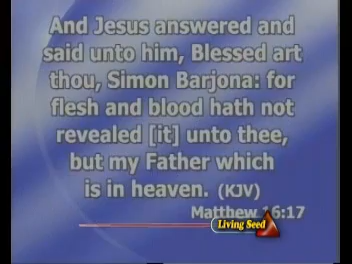 And Jesus answered and
said unto him, Blessed art
thou, Simon Barjona: for
flesh and blood hath not
revealed [it] unto thee,
but my Father which
is in heaven. (KJV)
Matthew 16:17
Living Seed